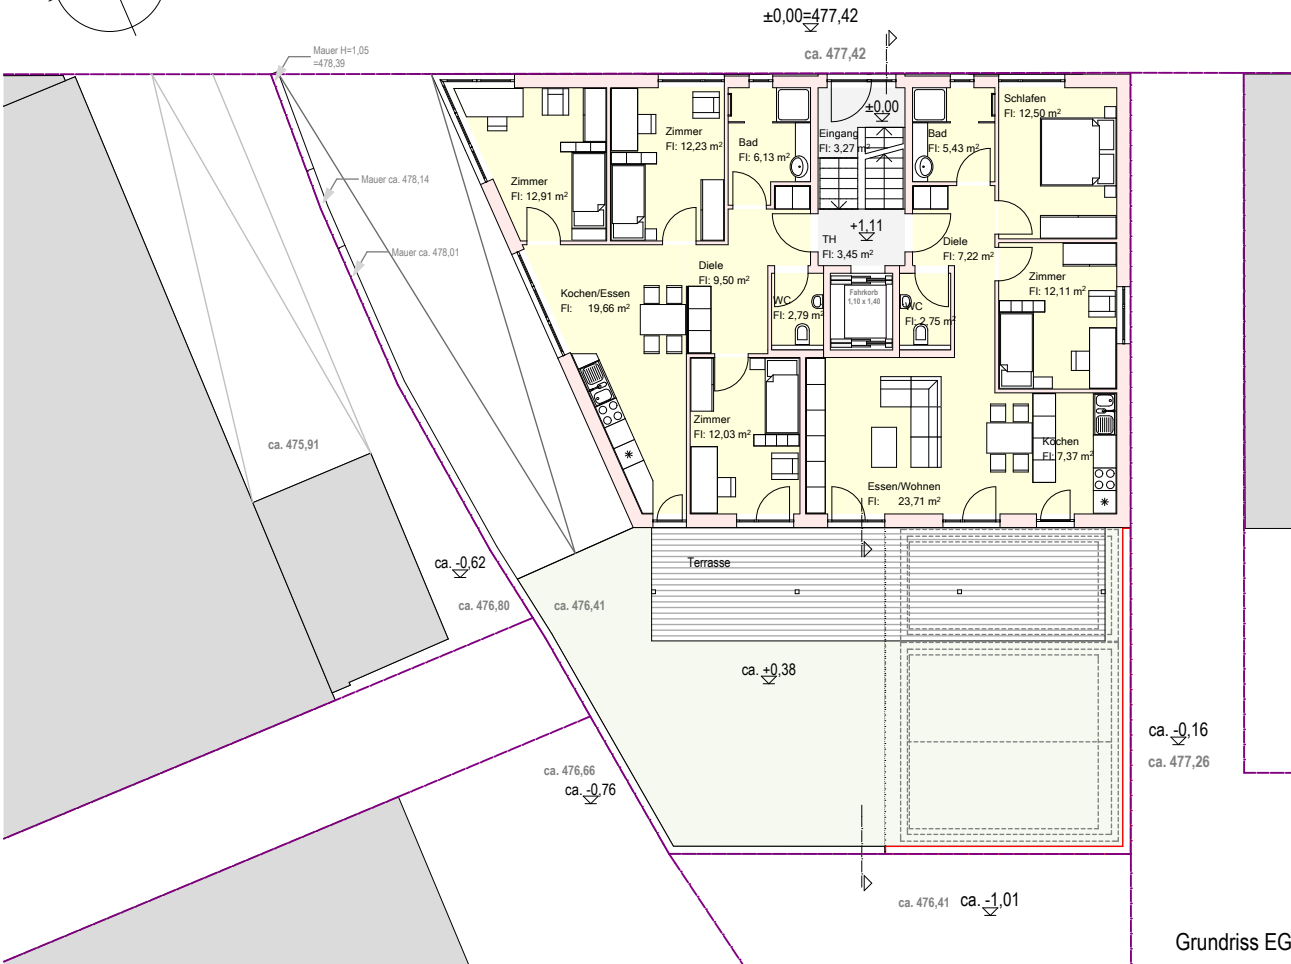 ±0,00=477,42
ca. 477,42
Mauer H=1,05
=478,39
Mauer ca. 478,14
Mauer ca. 478,01
Zimmer
Fl: 12,91 m²
Zimmer
Fl: 12,23 m²
Bad
Fl: 6,13 m²
±0,00
Eingang
Fl: 3,27 m²
Bad
Fl: 5,43 m²
Schlafen
Fl: 12,50 m²
+1,11
TH
Fl: 3,45 m²
Diele
Fl: 7,22 m²
Diele
Fl: 9,50 m²
Kochen/Essen
Fl: 19,66 m²
WC
Fl: 2,79 m²
Fahrkorb
1,10 x 1,40
WC
Fl: 2,75 m²
Zimmer
Fl: 12,11 m²
Zimmer
Fl: 12,03 m²
Kochen
Fl: 7,37 m²
Essen/Wohnen
Fl: 23,71 m²
ca. 475,91
Terrasse
ca. -0,62
ca. 476,80
ca. 476,41
ca. +0,38
ca. -0,16
ca. 477,26
ca. 476,66
ca. -0,76
ca. 476,41
ca. -1,01
Grundriss EG